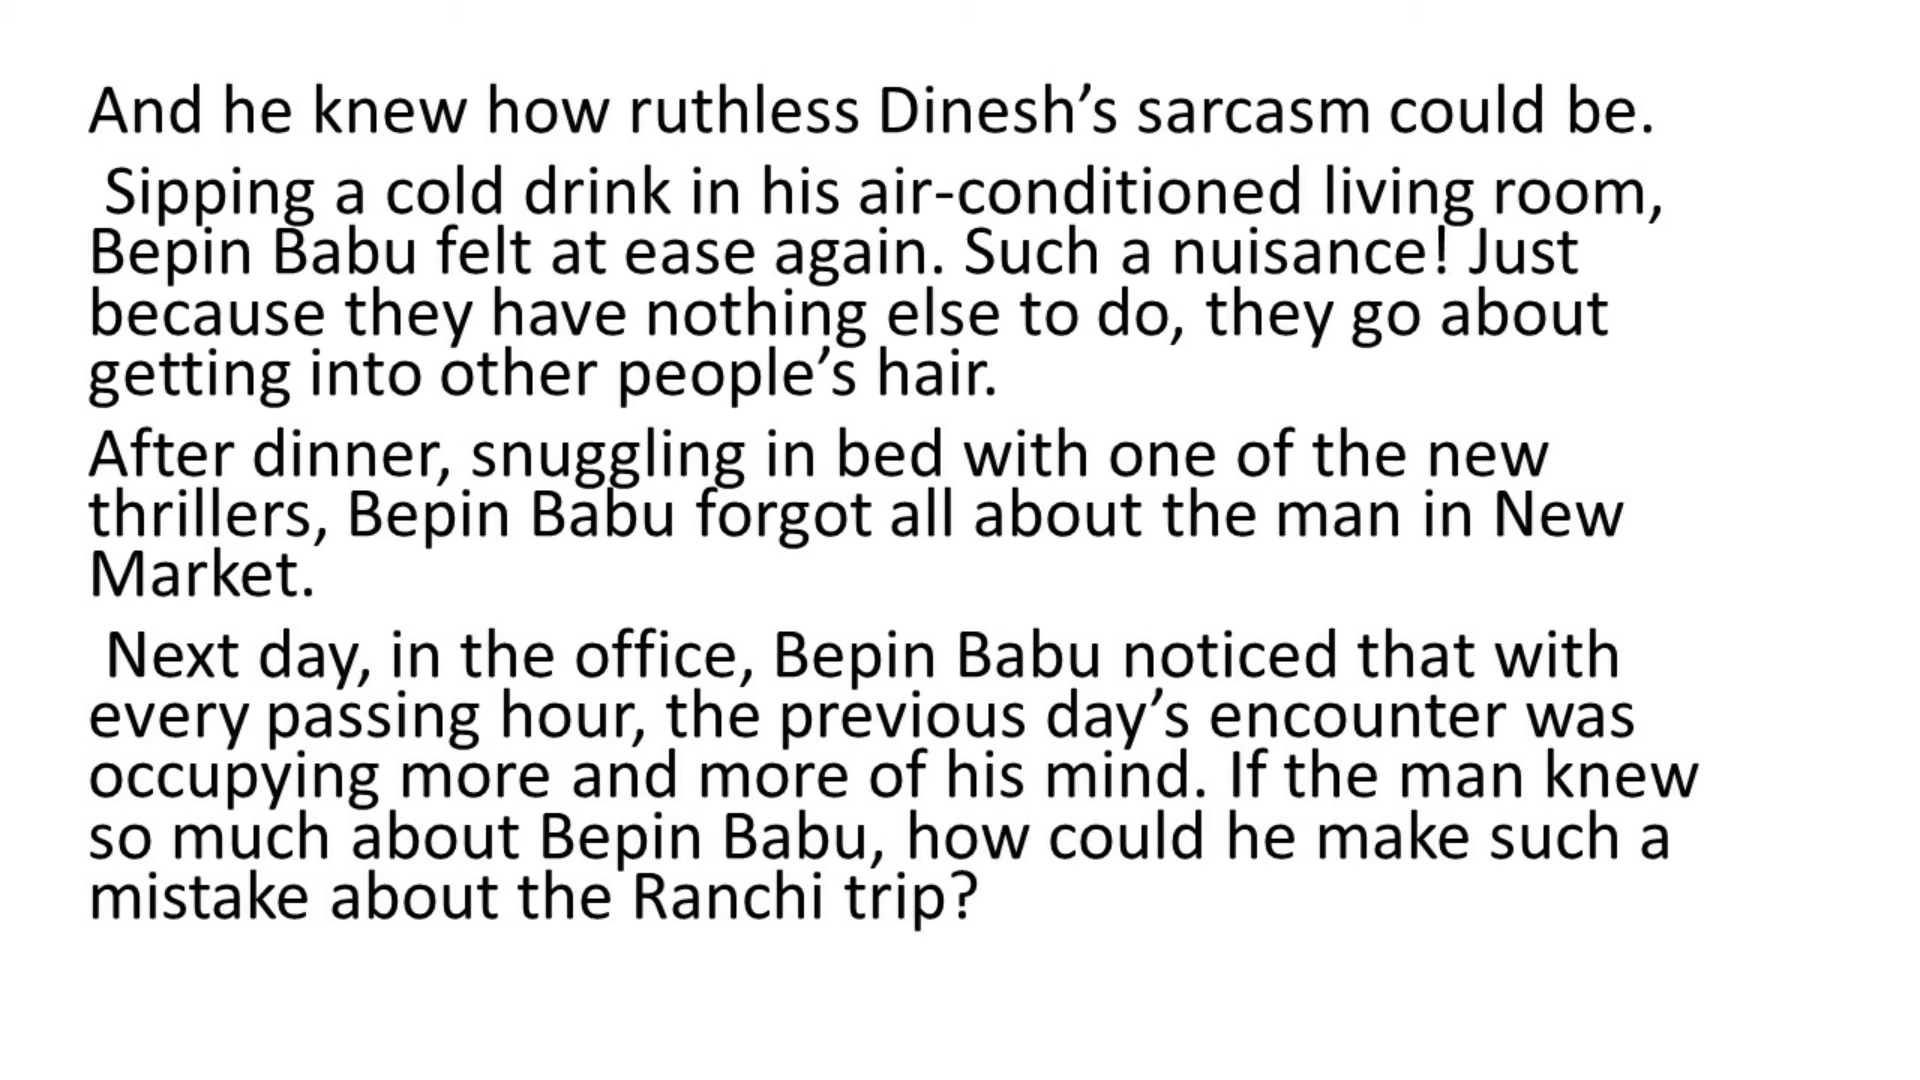 And he knew how ruthless Dinesh’s sarcasm could be.
Sipping a cold drink in his air-conditioned living room,
Bepin Babu felt at ease again. Such a nuisance! Just
because they have nothing else to do, they go about
getting into other people’s hair.
After dinner, snuggling in bed with one of the new
thrillers, Bepin Babu forgot all about the man in New
Market.
Next day, in the office, Bepin Babu noticed that with
every passing hour, the previous day’s encounter was
occupying more and more of his mind. If the man knew
so much about Bepin Babu, how could he make such a
mistake about the Ranchi trip?